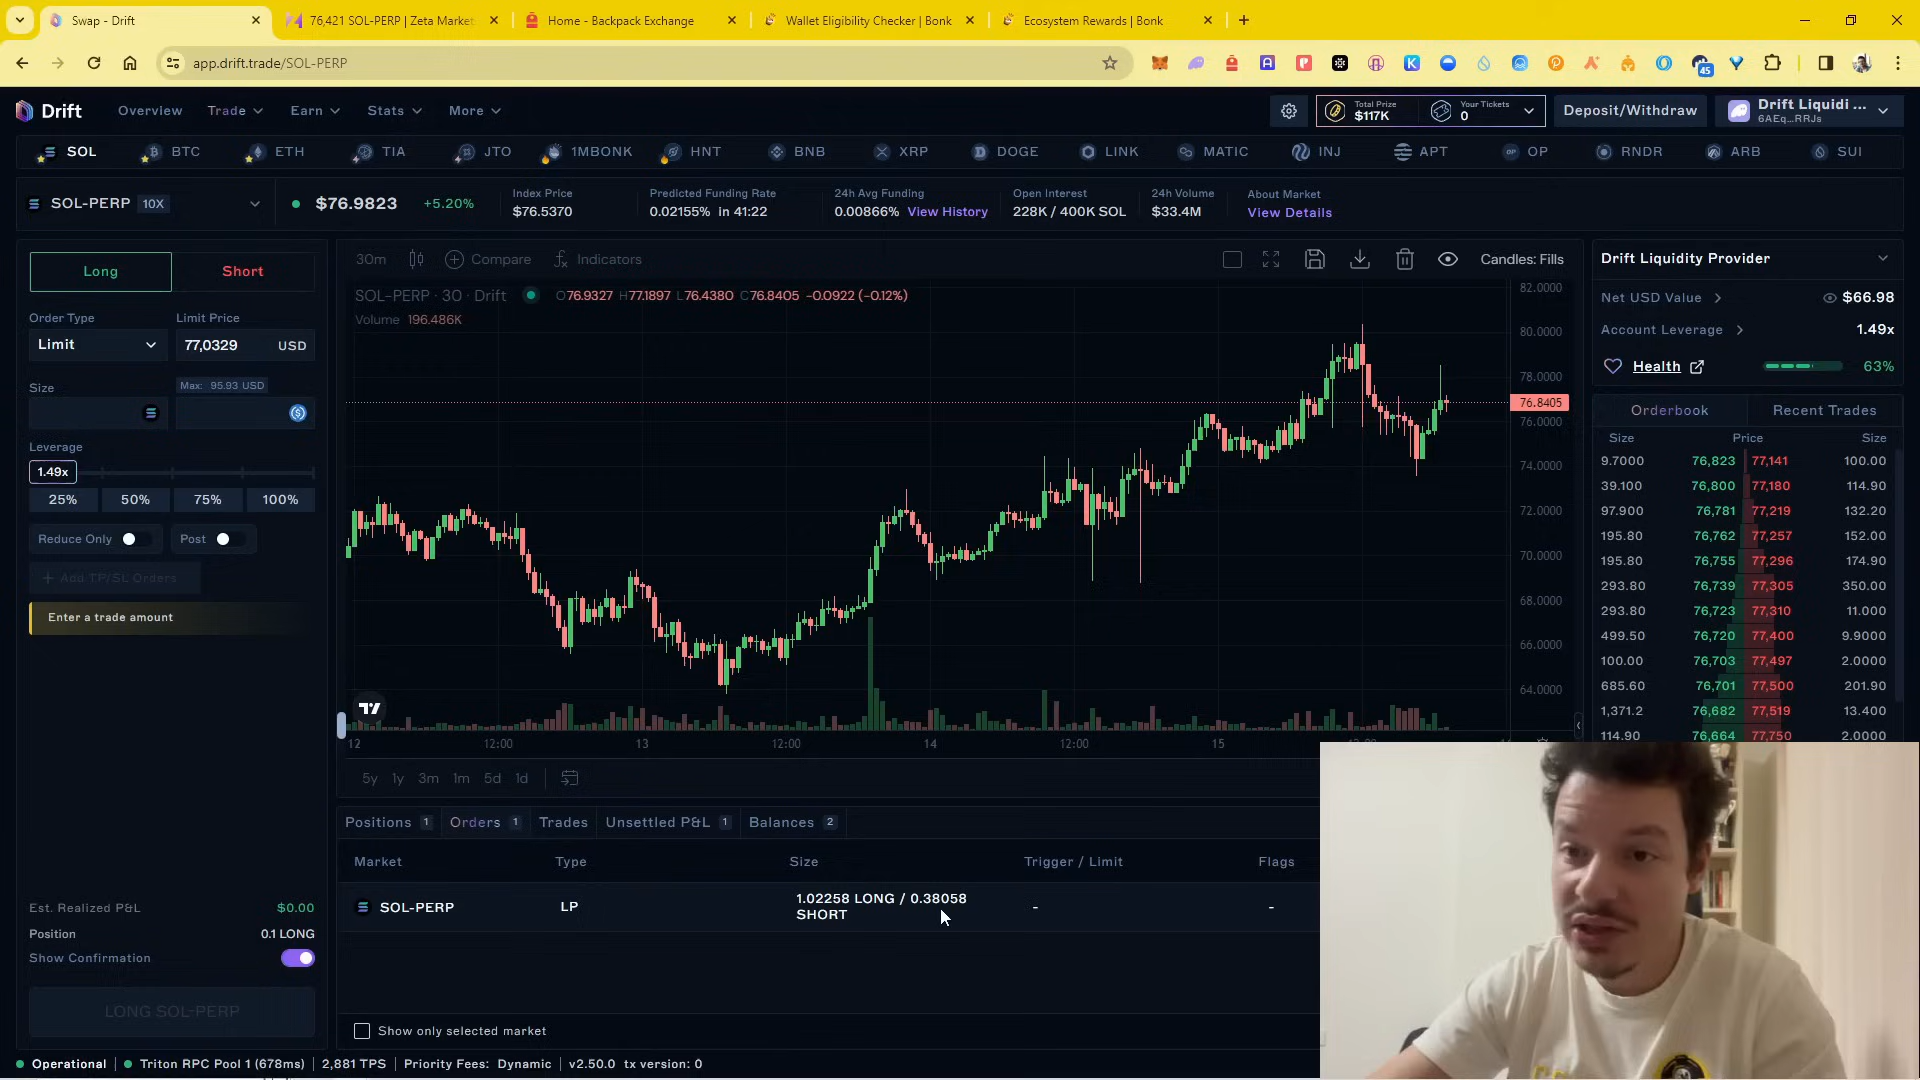 Swap - Drift
76,421 SOL-PERP | Zeta Market
Home - Backpack Exchange
Wallet Eligibility Checker | Bonk
Ecosystem Rewards | Bonk
app.drift.trade/SOL-PERP
45
Drift
Overview
Trade
Earn
Stats
More
Total Prize
$117K
Your Tickets
0
Deposit/Withdraw
Drift Liquidi ...
6AEq...RRJs
SOL
BTC
ETH
TIA
JTO
1MBONK
HNT
BNB
XRP
DOGE
LINK
MATIC
INJ
APT
OP
RNDR
ARB
SUI
SOL-PERP 10X
$76.9823 +5.20%
Index Price
$76.5370
Predicted Funding Rate
0.02155% in 41:22
24h Avg Funding
0.00866% View History
Open Interest
228K / 400K SOL
24h Volume
$33.4M
About Market
View Details
Long
Short
Order Type
Limit
Limit Price
77,0329 USD
Size
Max: 95.93 USD
Leverage
1.49x
25% 50% 75% 100%
Reduce Only
Post
+ Add TP/SL Orders
Enter a trade amount
Est. Realized P&L $0.00
Position 0.1 LONG
Show Confirmation
LONG SOL-PERP
30m
Compare
Indicators
Candles: Fills
SOL-PERP · 30 · Drift
O76.9327 H77.1897 L76.4380 C76.8405 -0.0922 (-0.12%)
Volume 196.486K
82.0000
80.0000
78.0000
76.8405
76.0000
74.0000
72.0000
70.0000
68.0000
66.0000
64.0000
12 12:00 13 12:00 14 12:00 15
5y 1y 3m 1m 5d 1d
Positions 1
Orders 1
Trades
Unsettled P&L 1
Balances 2
Market Type Size Trigger / Limit Flags
SOL-PERP LP 1.02258 LONG / 0.38058 - -
SHORT
Show only selected market
Drift Liquidity Provider
Net USD Value $66.98
Account Leverage 1.49x
Health 63%
Orderbook
Recent Trades
Size Price Size
9.7000 76,823 77,141 100.00
39.100 76,800 77,180 114.90
97.900 76,781 77,219 132.20
195.80 76,762 77,257 152.00
195.80 76,755 77,296 174.90
293.80 76,739 77,305 350.00
293.80 76,723 77,310 11.000
499.50 76,720 77,400 9.9000
100.00 76,703 77,497 2.0000
685.60 76,701 77,500 201.90
1,371.2 76,682 77,519 13.400
114.90 76,664 77,750 2.0000
Operational
Triton RPC Pool 1 (678ms)
2,881 TPS
Priority Fees: Dynamic
v2.50.0 tx version: 0